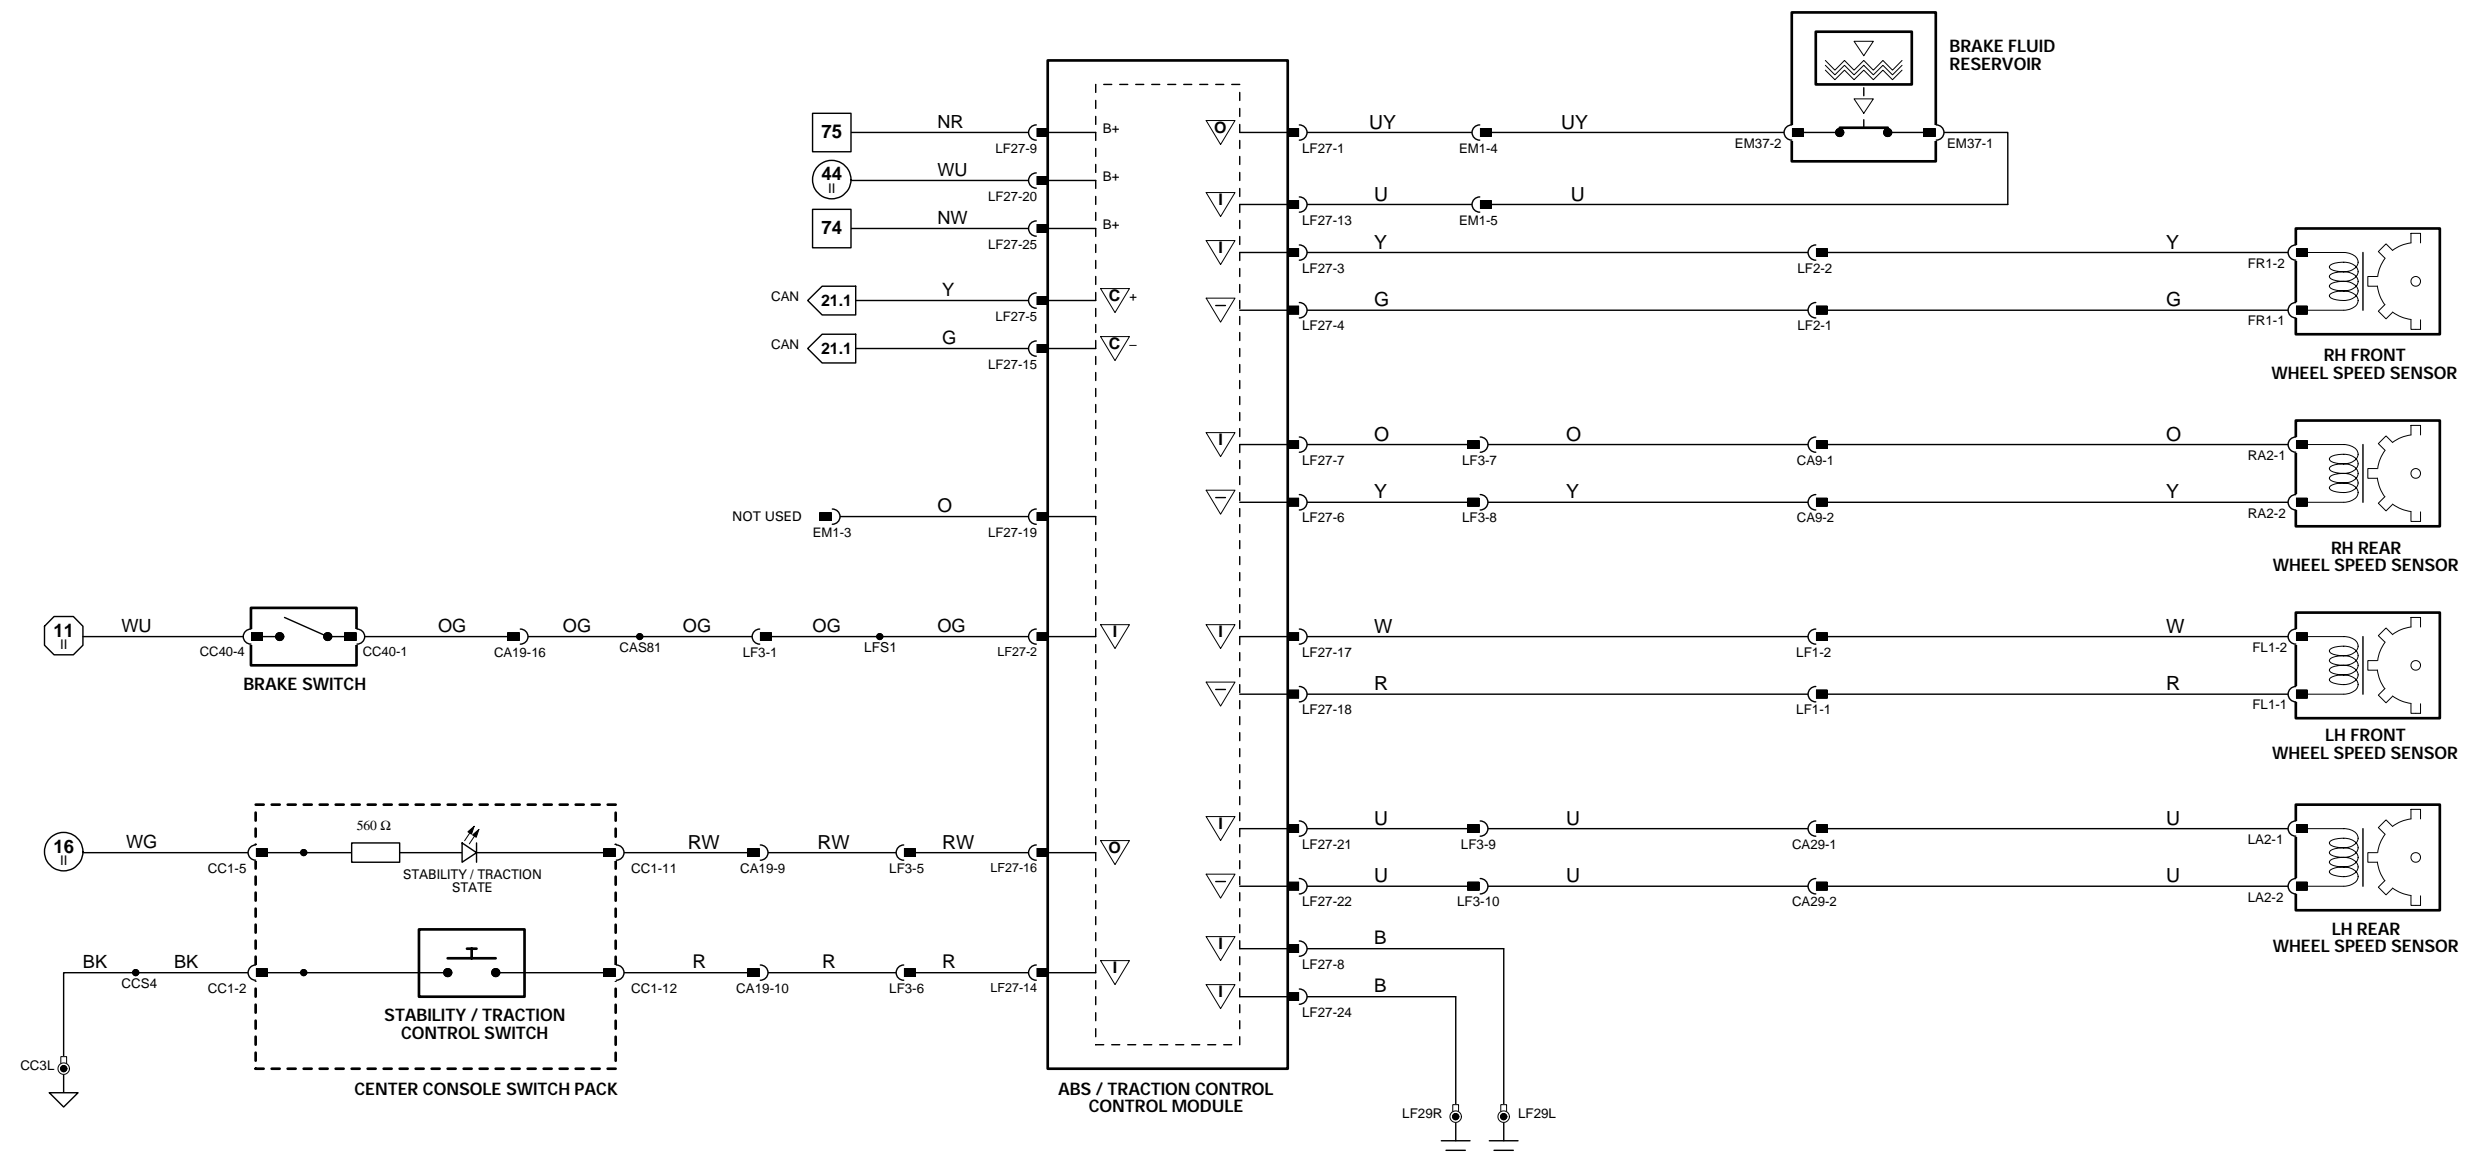 BRAKE FLUID
RESERVOIR
75 NR LF27-9 B+
O LF27-1 UY EM1-4 UY EM37-2 EM37-1
44 II WU LF27-20 B+
I LF27-13 U EM1-5 U
74 NW LF27-25 B+
I LF27-3 Y LF2-2 Y FR1-2
CAN 21.1 Y LF27-5 C +
– LF27-4 G LF2-1 G FR1-1
CAN 21.1 G LF27-15 C –
RH FRONT
WHEEL SPEED SENSOR
I LF27-7 O LF3-7 O CA9-1 O RA2-1
– LF27-6 Y LF3-8 Y CA9-2 Y RA2-2
NOT USED EM1-3 O LF27-19
RH REAR
WHEEL SPEED SENSOR
11 II WU CC40-4 CC40-1 OG CA19-16 OG CAS81 OG LF3-1 OG LFS1 OG LF27-2 I
BRAKE SWITCH
I LF27-17 W LF1-2 W FL1-2
– LF27-18 R LF1-1 R FL1-1
LH FRONT
WHEEL SPEED SENSOR
16 II WG CC1-5 560 Ω CC1-11 RW CA19-9 RW LF3-5 RW LF27-16 O
STABILITY / TRACTION
STATE
I LF27-21 U LF3-9 U CA29-1 U LA2-1
– LF27-22 U LF3-10 U CA29-2 U LA2-2
LH REAR
WHEEL SPEED SENSOR
BK CCS4 BK CC1-2 CC1-12 R CA19-10 R LF3-6 R LF27-14 I
I LF27-8 B
I LF27-24 B
STABILITY / TRACTION
CONTROL SWITCH
CC3L
CENTER CONSOLE SWITCH PACK
ABS / TRACTION CONTROL
CONTROL MODULE
LF29R LF29L